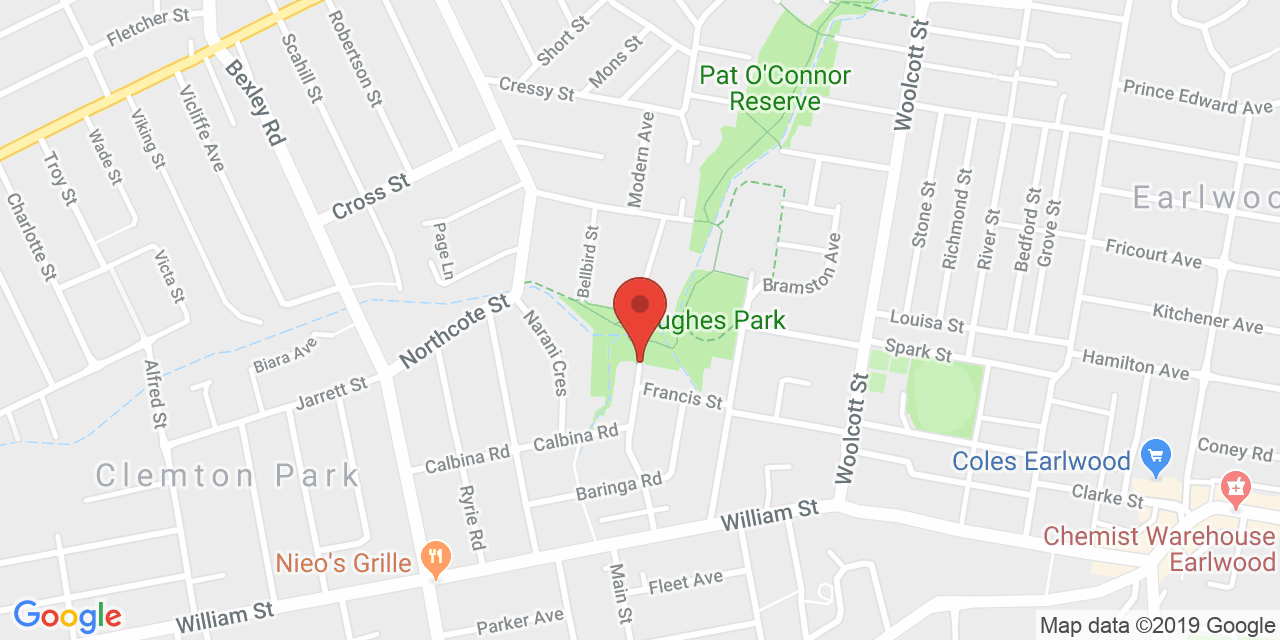 Fletcher St
Robertson St
Short St
Mons St
Woolcott St
Scahill St
Bexley Rd
Cressy St
Pat O'Connor
Reserve
Prince Edward Ave
Vicliffe Ave
Viking St
Wade St
Troy St
Modern Ave
Cross St
Charlotte St
Stone St
Richmond St
River St
Bedford St
Grove St
Earlwoo
Page Ln
Bellbird St
Victa St
Bramston Ave
Fricourt Ave
Kitchener Ave
Northcote St
Narani Cres
ughes Park
Louisa St
Spark St
Hamilton Ave
Biara Ave
Jarrett St
Alfred St
Francis St
Woolcott St
Calbina Rd
Calbina Rd
Coney Rd
Clemton Park
Coles Earlwood
Baringa Rd
Ryrie Rd
Clarke St
William St
Chemist Warehouse
Earlwood
Nieo's Grille
Main St
Fleet Ave
William St
Parker Ave
Google
Map data ©2019 Google